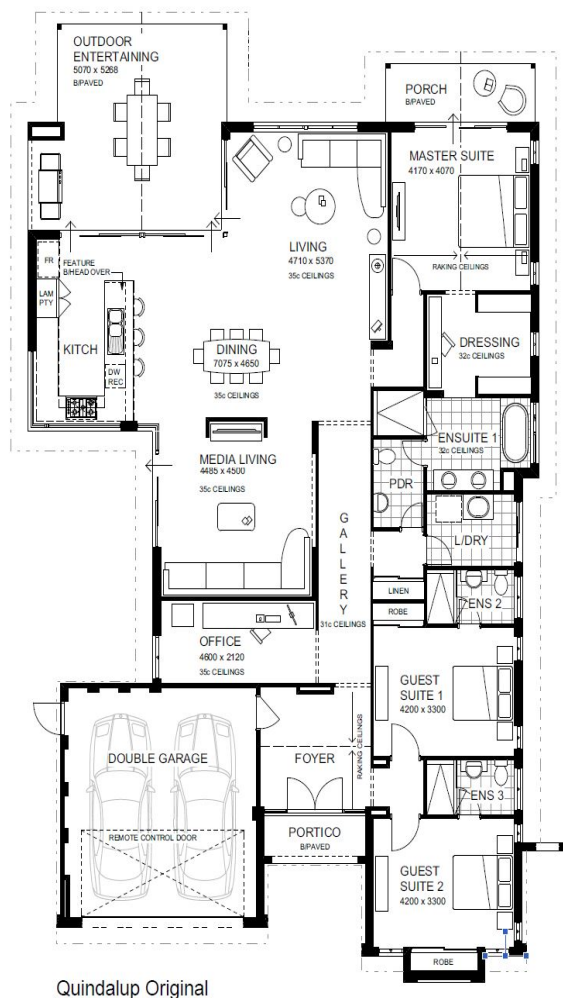 OUTDOOR
ENTERTAINING
5070 x 5268
B/PAVED
PORCH
B/PAVED
MASTER SUITE
4170 x 4070
RAKING CEILINGS
LIVING
4710 x 5370
35c CEILINGS
FEATURE
B/HEAD OVER
FR
LAM
PTY
KITCH
DW
REC
DINING
7075 x 4650
35c CEILINGS
DRESSING
32c CEILINGS
ENSUITE 1
32c CEILINGS
MEDIA LIVING
4485 x 4500
35c CEILINGS
PDR
L/DRY
GALLERY
31c CEILINGS
LINEN
ROBE
ENS 2
OFFICE
4600 x 2120
35c CEILINGS
GUEST
SUITE 1
4200 x 3300
DOUBLE GARAGE
FOYER
RAKING CEILINGS
ENS 3
REMOTE CONTROL DOOR
PORTICO
B/PAVED
GUEST
SUITE 2
4200 x 3300
ROBE
Quindalup Original